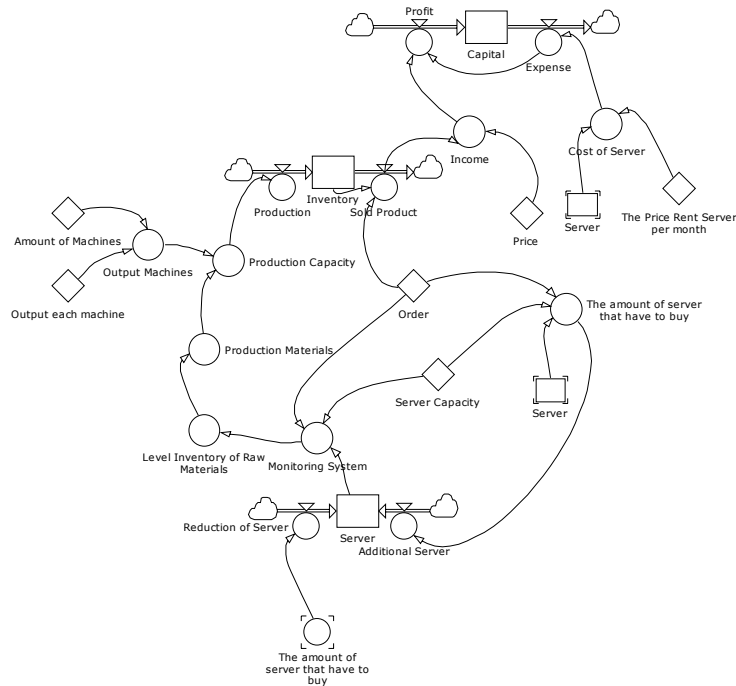 Profit
Capital
Expense
Income
Cost of Server
Inventory
Production
Sold Product
Price
Server
The Price Rent Server
per month
Amount of Machines
Output Machines
Production Capacity
Output each machine
Order
The amount of server
that have to buy
Production Materials
Server Capacity
Server
Level Inventory of Raw
Materials
Monitoring System
Reduction of Server
Server
Additional Server
The amount of
server that have to
buy